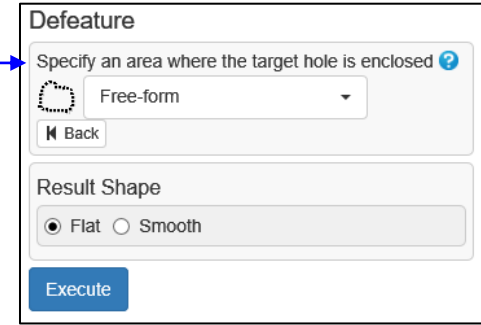 Defeature
Specify an area where the target hole is enclosed ?
Free-form
Back
Result Shape
Flat Smooth
Execute